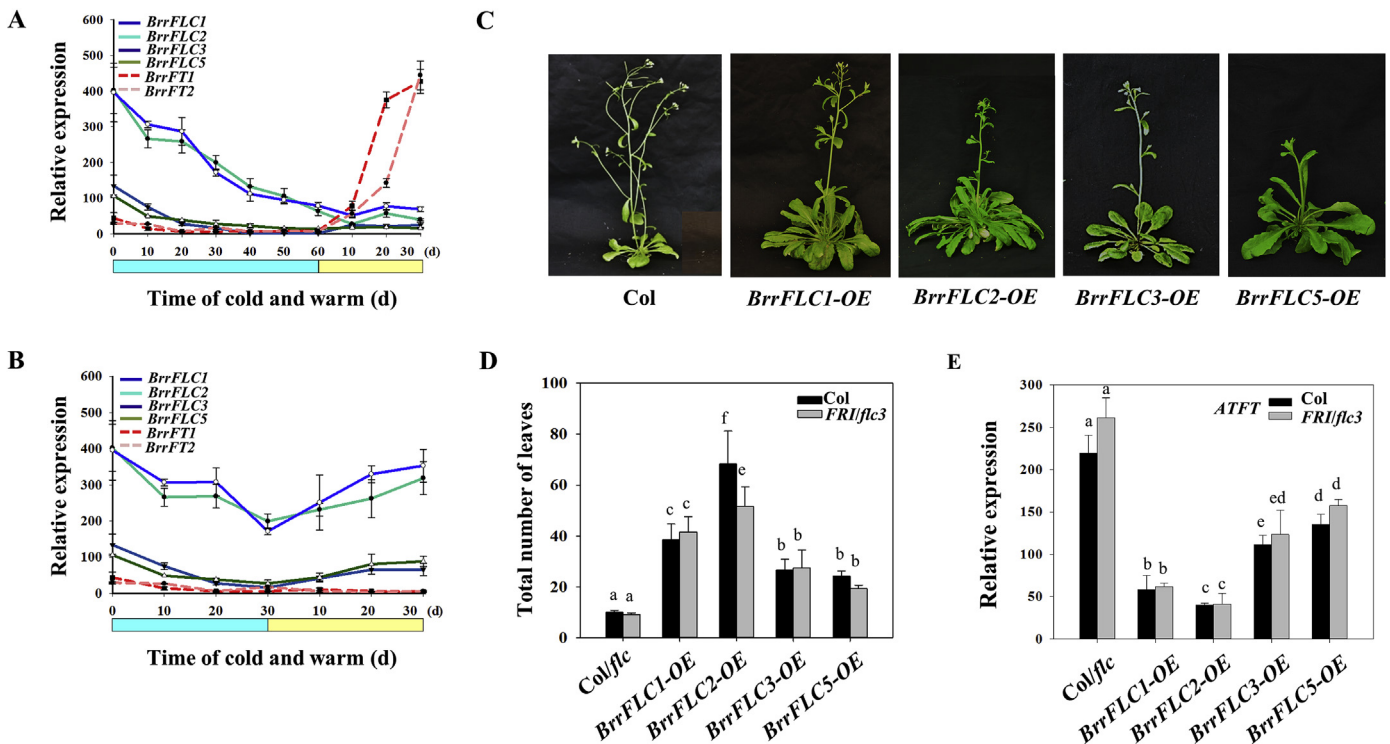 A
600
500
400
300
200
100
0
Relative expression
BrrFLC1
BrrFLC2
BrrFLC3
BrrFLC5
BrrFT1
BrrFT2
0 10 20 30 40 50 60 10 20 30 (d)
Time of cold and warm (d)
B
600
500
400
300
200
100
0
Relative expression
BrrFLC1
BrrFLC2
BrrFLC3
BrrFLC5
BrrFT1
BrrFT2
0 10 20 30 10 20 30 (d)
Time of cold and warm (d)
C
Col BrrFLC1-OE BrrFLC2-OE BrrFLC3-OE BrrFLC5-OE
D
100
80
60
40
20
0
Total number of leaves
Col
FRI/flc3
a a c c f e b b b b
Col/flc BrrFLC1-OE BrrFLC2-OE BrrFLC3-OE BrrFLC5-OE
E
300
250
200
150
100
50
0
Relative expression
ATFT
Col
FRI/flc3
a a b b c c e ed d d
Col/flc BrrFLC1-OE BrrFLC2-OE BrrFLC3-OE BrrFLC5-OE